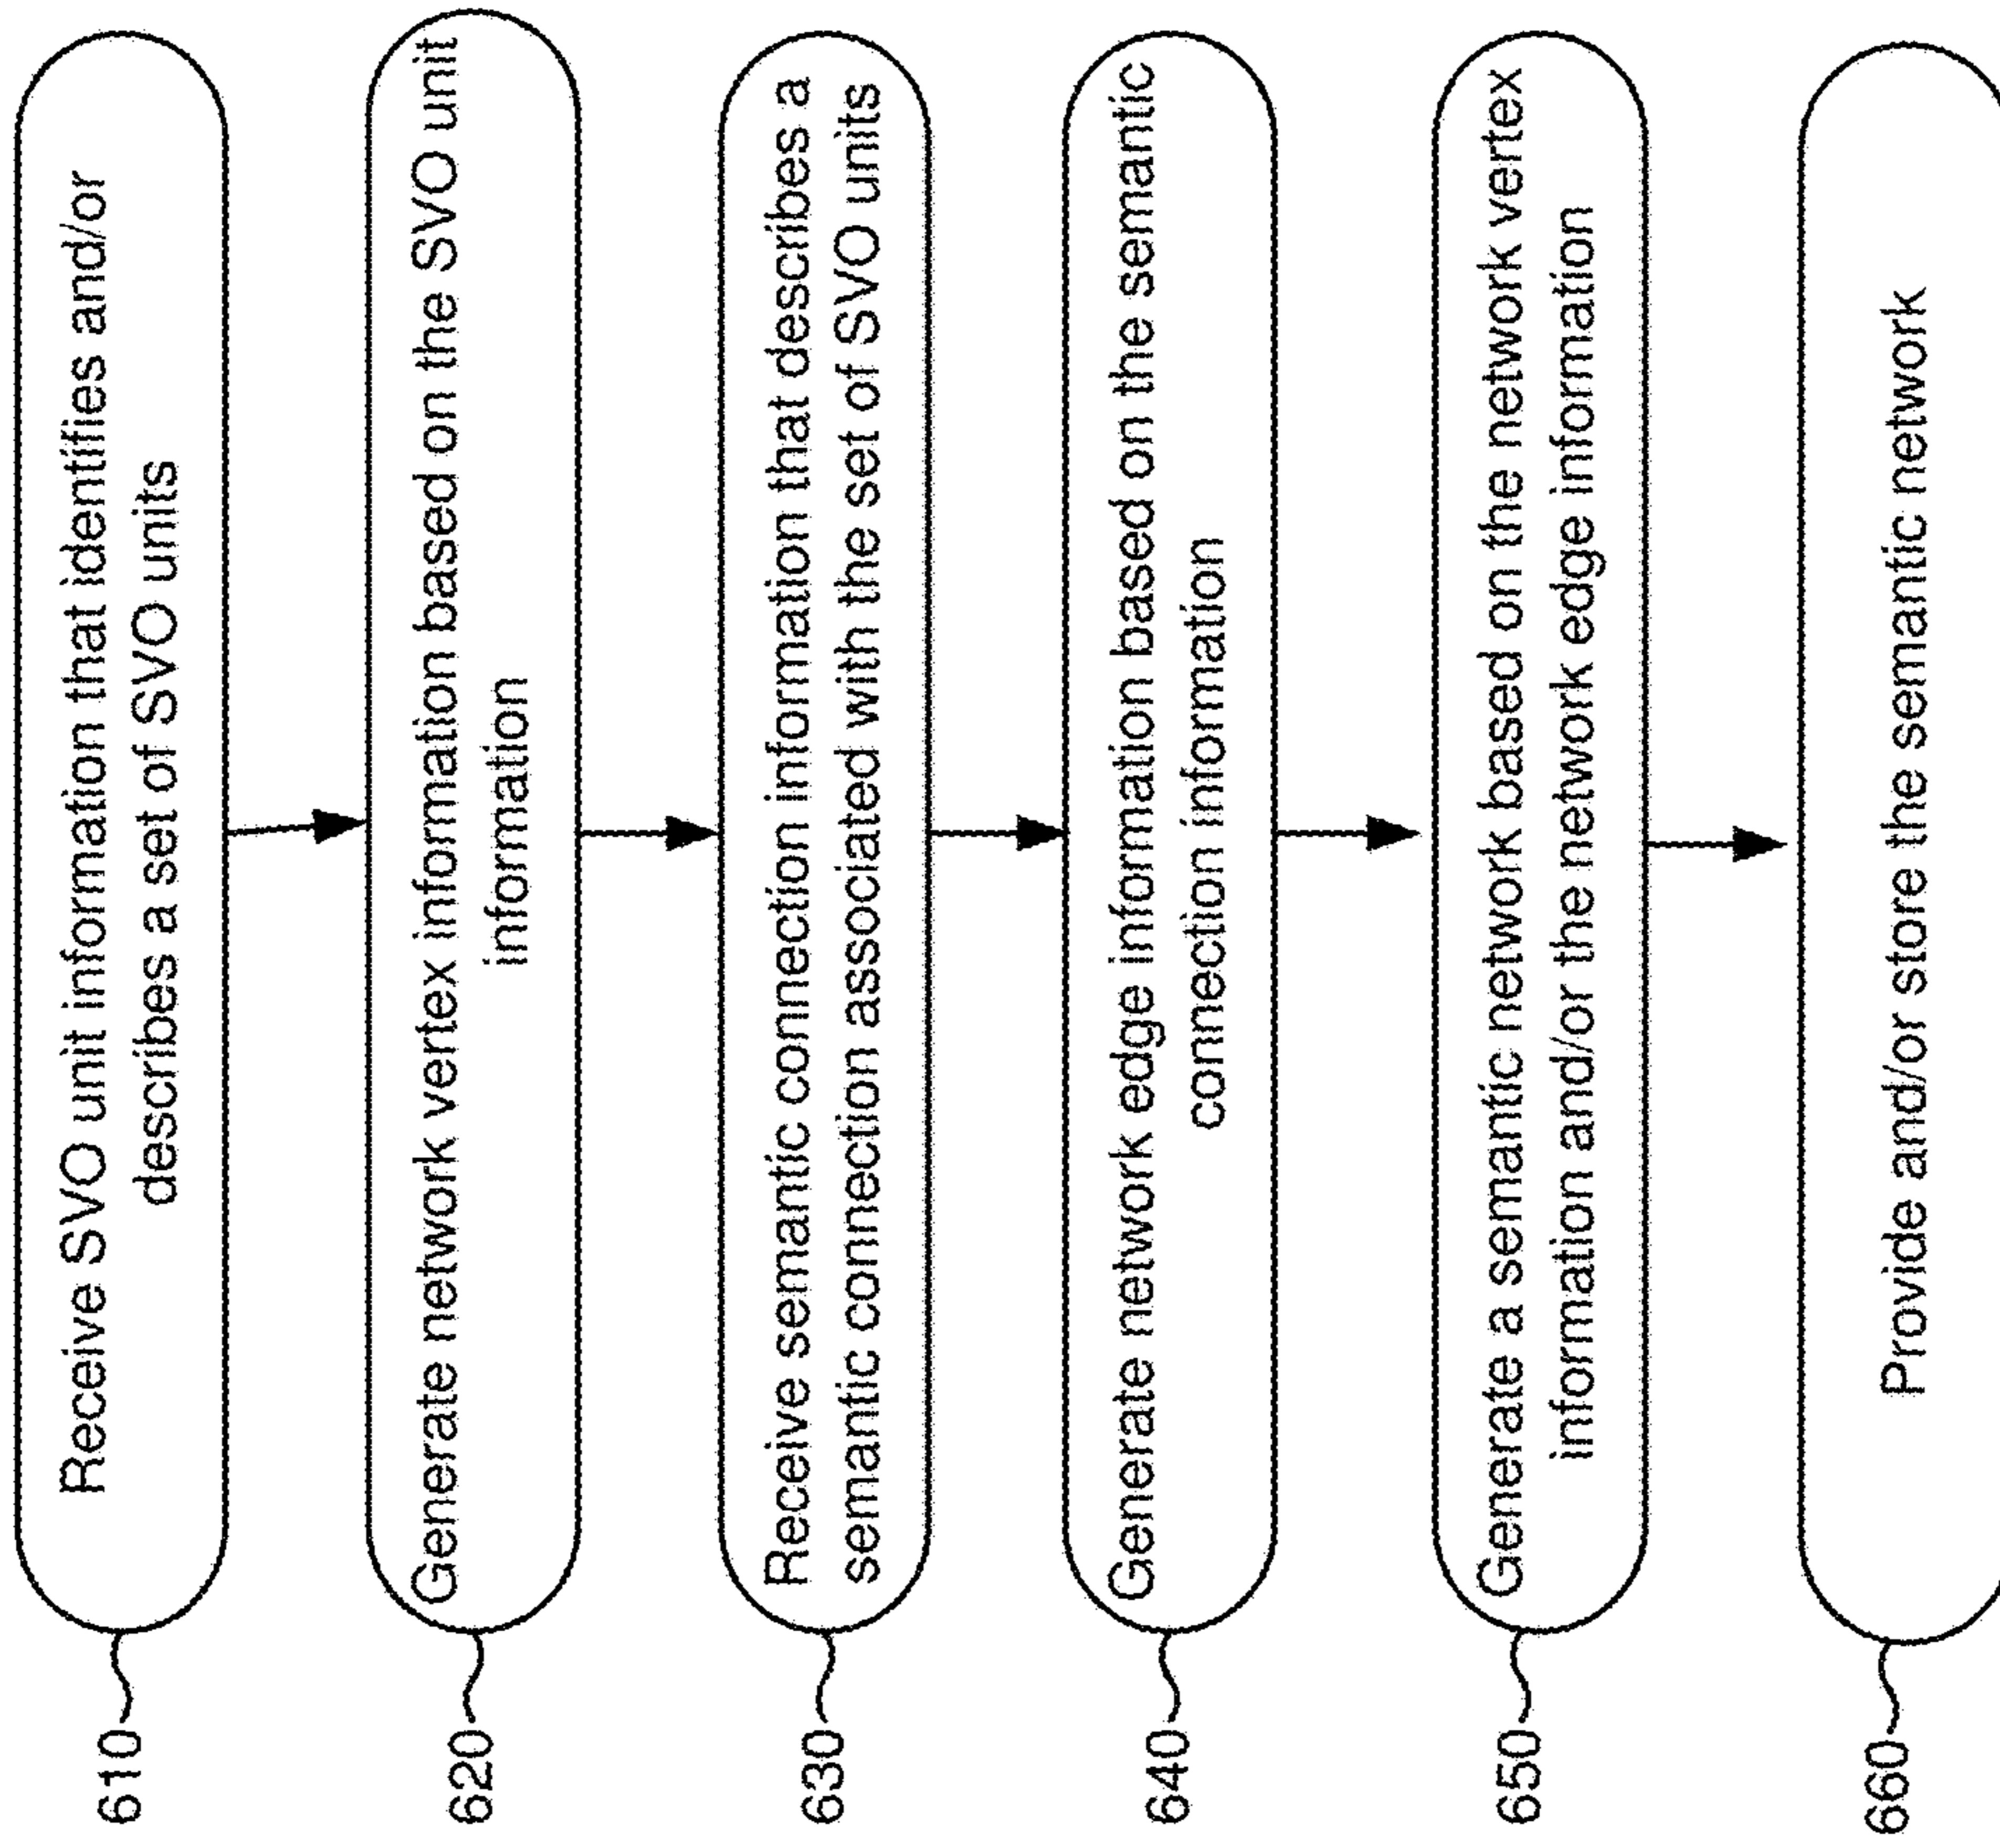 610
Receive SVO unit information that identifies and/or
describes a set of SVO units
620
Generate network vertex information based on the SVO unit
information
630
Receive semantic connection information that describes a
semantic connection associated with the set of SVO units
640
Generate network edge information based on the semantic
connection information
650
Generate a semantic network based on the network vertex
information and/or the network edge information
660
Provide and/or store the semantic network